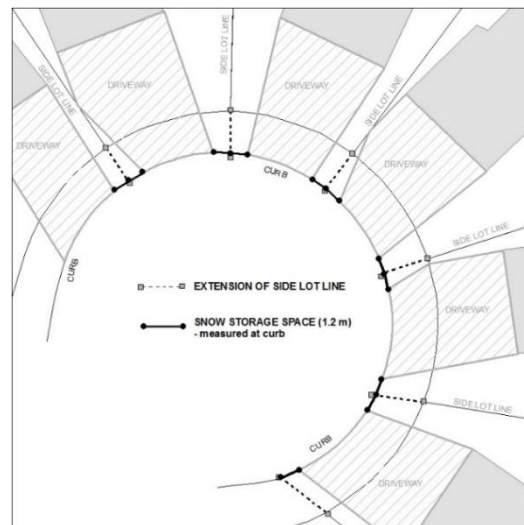 SIDE LOT LINE
DRIVEWAY
SIDE LOT LINE
DRIVEWAY
SIDE LOT LINE
DRIVEWAY
DRIVEWAY
CURB
SIDE LOT LINE
CURB
EXTENSION OF SIDE LOT LINE
DRIVEWAY
SNOW STORAGE SPACE (1.2 m)
- measured at curb
SIDE LOT LINE
CURB
DRIVEWAY